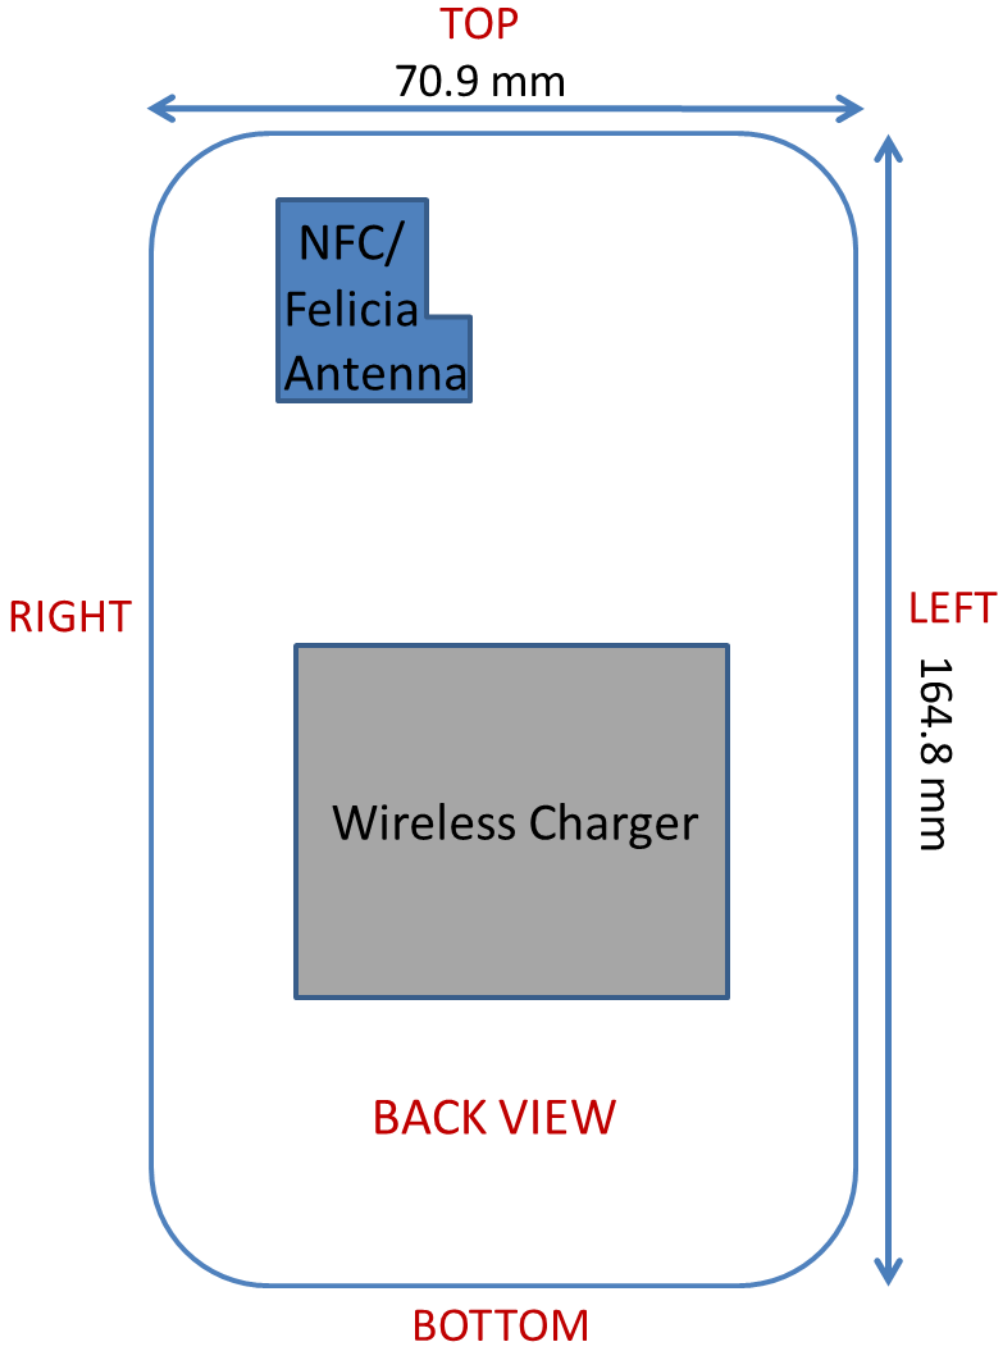 TOP
70.9 mm
NFC/
Felicia
Antenna
RIGHT
LEFT
164.8 mm
Wireless Charger
BACK VIEW
BOTTOM